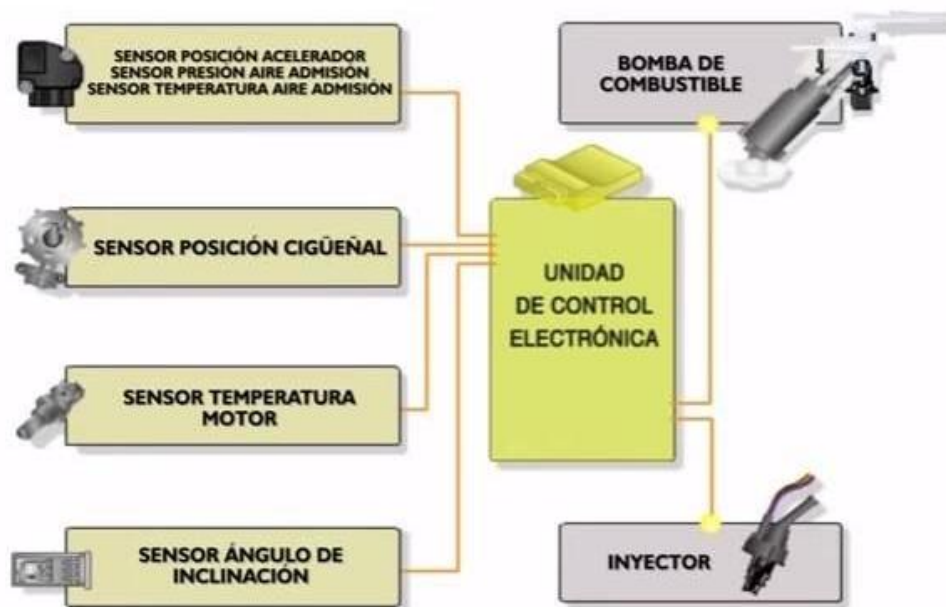 SENSOR POSICIÓN ACELERADOR
SENSOR PRESIÓN AIRE ADMISIÓN
SENSOR TEMPERATURA AIRE ADMISIÓN
SENSOR POSICIÓN CIGÜEÑAL
SENSOR TEMPERATURA
MOTOR
SENSOR ÁNGULO DE
INCLINACIÓN
UNIDAD
DE CONTROL
ELECTRÓNICA
BOMBA DE
COMBUSTIBLE
INYECTOR